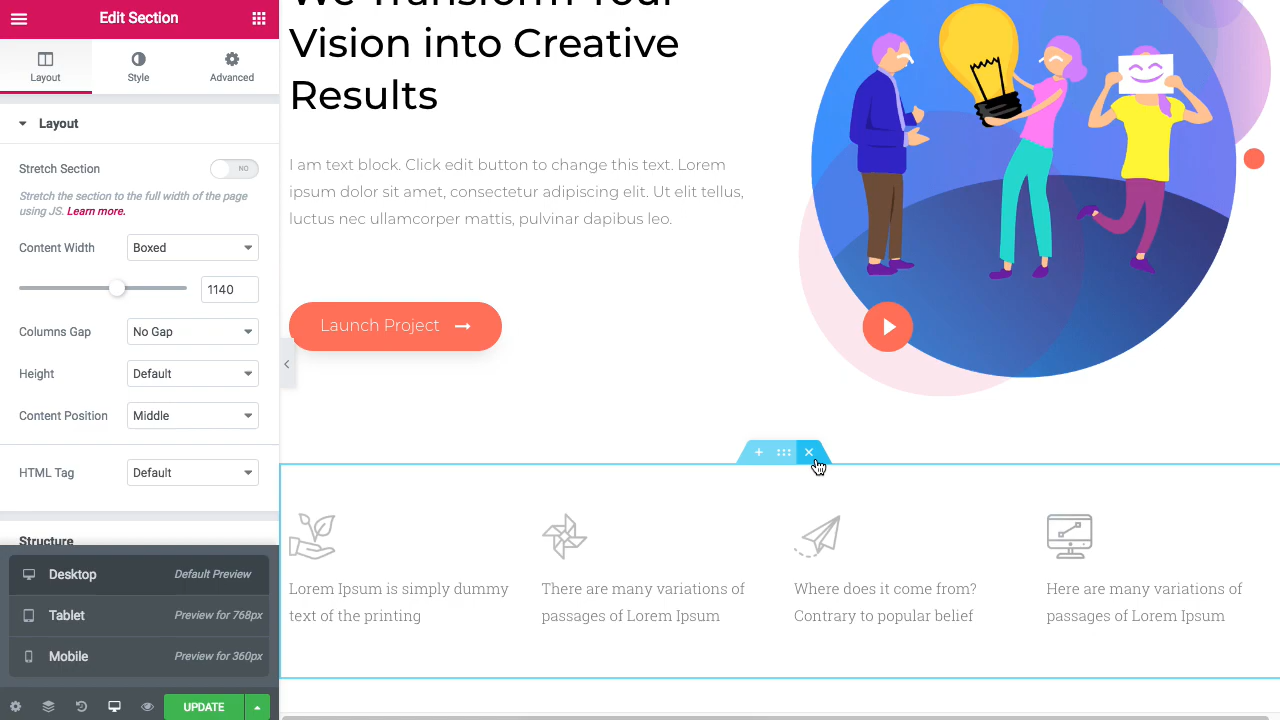 Edit Section
Layout
Style
Advanced
Layout
Stretch Section
NO
Stretch the section to the full width of the page
using JS. Learn more.
Content Width
Boxed
1140
Columns Gap
No Gap
Height
Default
Content Position
Middle
HTML Tag
Default
Structure
Desktop
Default Preview
Tablet
Preview for 768px
Mobile
Preview for 360px
UPDATE
We Transform Your
Vision into Creative
Results
I am text block. Click edit button to change this text. Lorem
ipsum dolor sit amet, consectetur adipiscing elit. Ut elit tellus,
luctus nec ullamcorper mattis, pulvinar dapibus leo.
Launch Project
Lorem Ipsum is simply dummy
text of the printing
There are many variations of
passages of Lorem Ipsum
Where does it come from?
Contrary to popular belief
Here are many variations of
passages of Lorem Ipsum